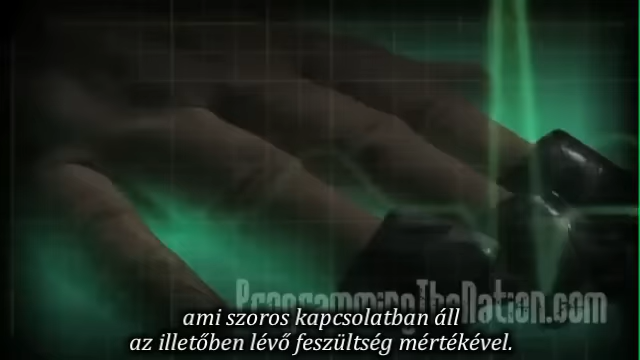 ProgrammingTheNation.com
ami szoros kapcsolatban áll
az illetőben lévő feszültség mértékével.